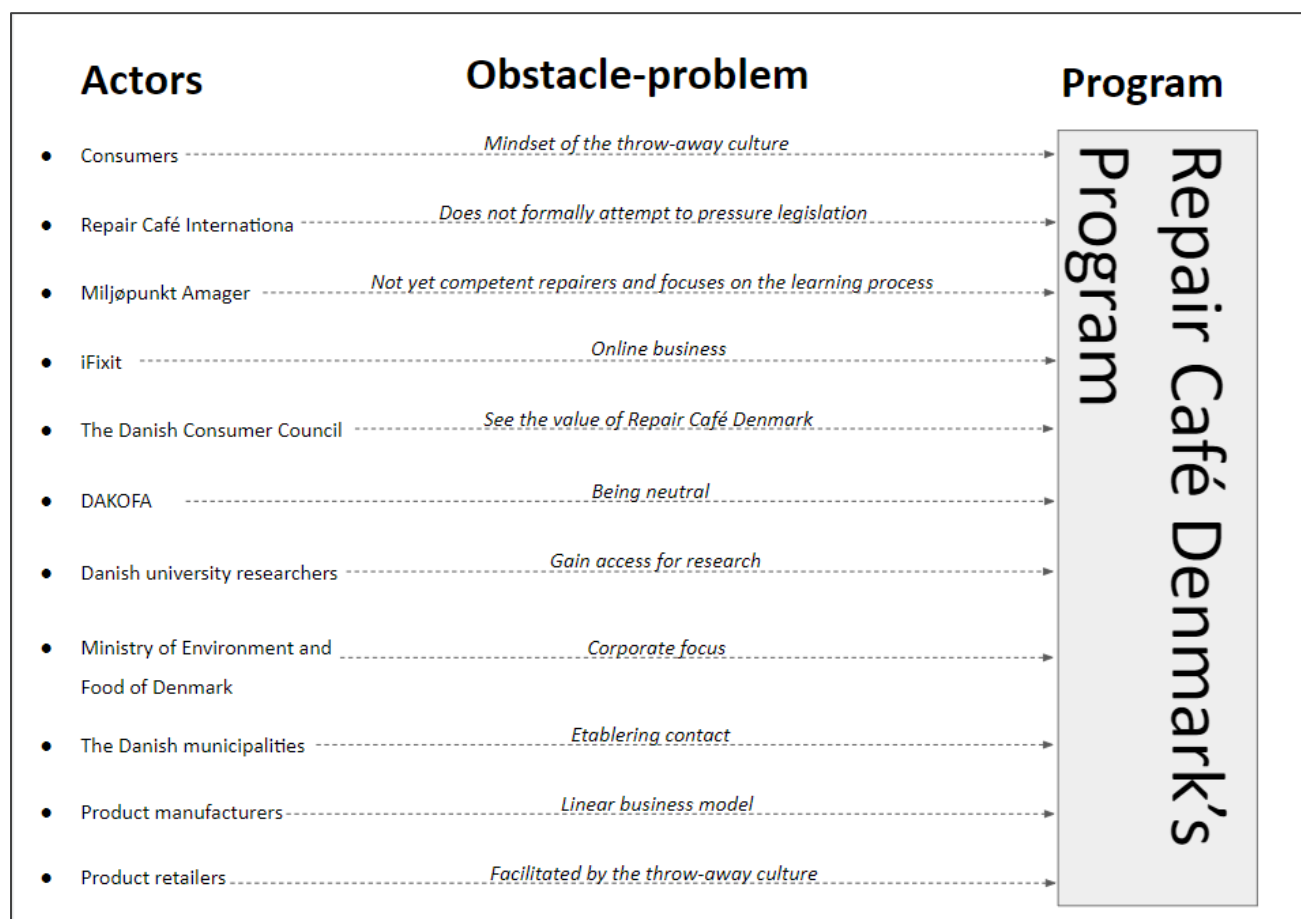 Actors
Obstacle-problem
Program
● Consumers
Mindset of the throw-away culture
● Repair Café Internationa
Does not formally attempt to pressure legislation
● Miljøpunkt Amager
Not yet competent repairers and focuses on the learning process
● iFixit
Online business
● The Danish Consumer Council
See the value of Repair Café Denmark
● DAKOFA
Being neutral
● Danish university researchers
Gain access for research
● Ministry of Environment and
Food of Denmark
Corporate focus
● The Danish municipalities
Etablering contact
● Product manufacturers
Linear business model
● Product retailers
Facilitated by the throw-away culture
Repair Café Denmark's
Program